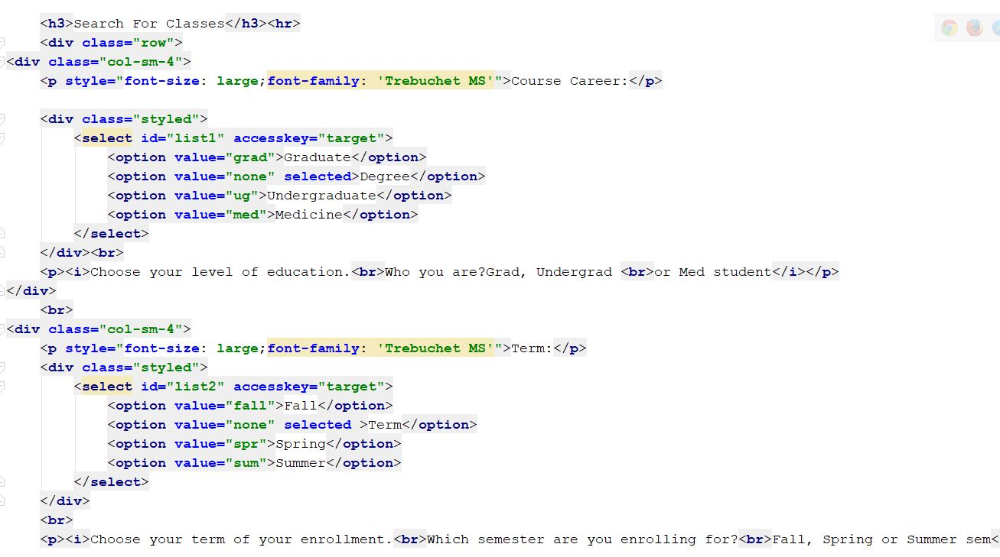 <h3>Search For Classes</h3><hr>
<div class="row">
<div class="col-sm-4">
<p style="font-size: large;font-family: 'Trebuchet MS'">Course Career:</p>
<div class="styled">
<select id="list1" accesskey="target">
<option value="grad">Graduate</option>
<option value="none" selected>Degree</option>
<option value="ug">Undergraduate</option>
<option value="med">Medicine</option>
</select>
</div><br>
<p><i>Choose your level of education.<br>Who you are?Grad, Undergrad <br>or Med student</i></p>
</div>
<br>
<div class="col-sm-4">
<p style="font-size: large;font-family: 'Trebuchet MS'">Term:</p>
<div class="styled">
<select id="list2" accesskey="target">
<option value="fall">Fall</option>
<option value="none" selected >Term</option>
<option value="spr">Spring</option>
<option value="sum">Summer</option>
</select>
</div>
<br>
<p><i>Choose your term of your enrollment.<br>Which semester are you enrolling for?<br>Fall, Spring or Summer sem<